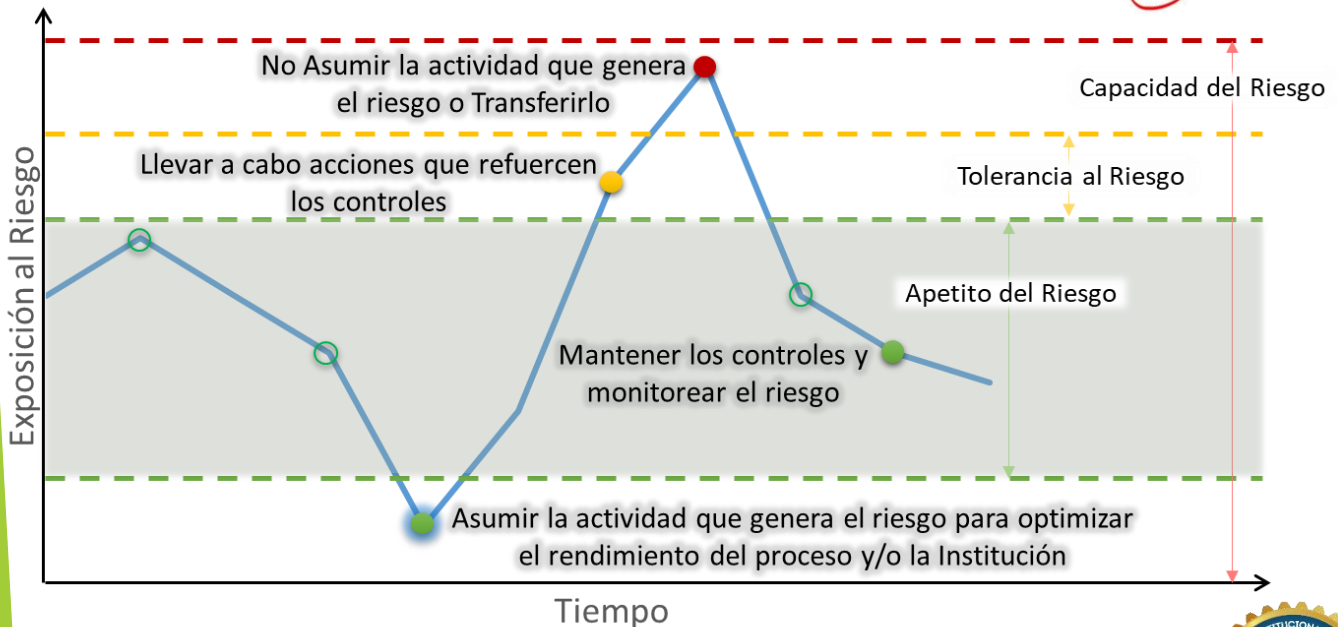 No Asumir la actividad que genera
el riesgo o Transferirlo
Capacidad del Riesgo
Llevar a cabo acciones que refuercen
los controles
Tolerancia al Riesgo
Exposición al Riesgo
Apetito del Riesgo
Mantener los controles y
monitorear el riesgo
Asumir la actividad que genera el riesgo para optimizar
el rendimiento del proceso y/o la Institución
Tiempo